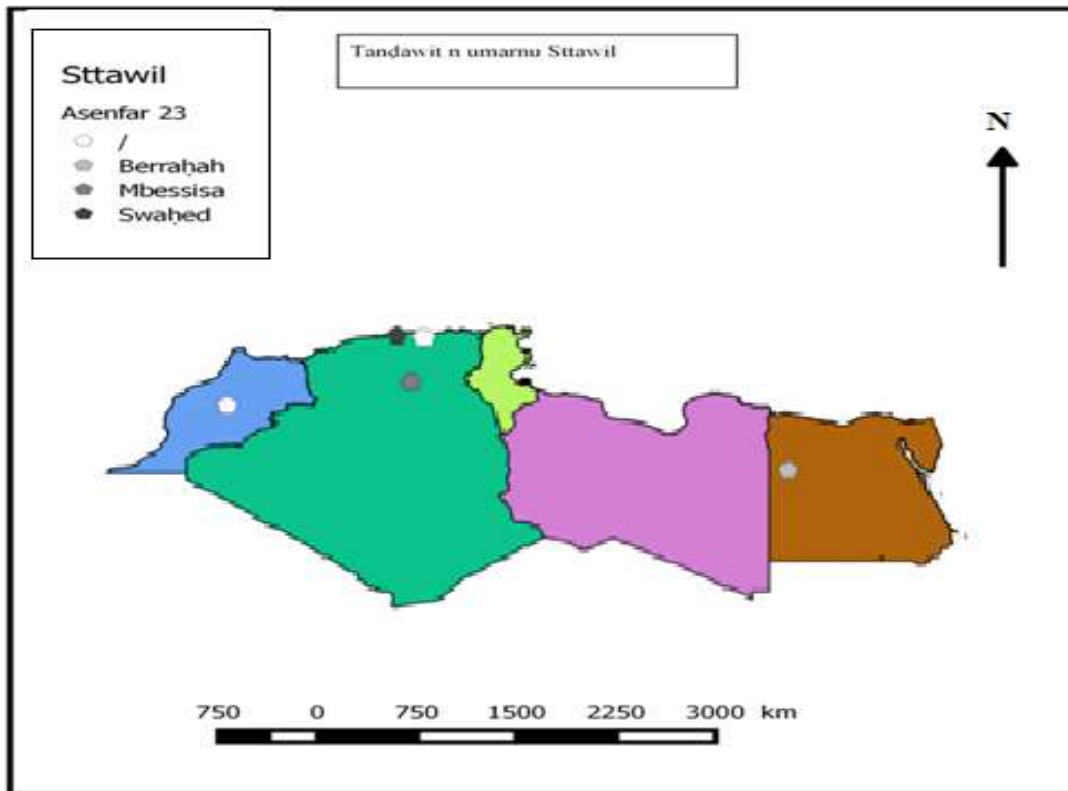 Sttawil
Asenfar 23
/
Berraḥah
Mbessisa
Swaḥed
Tanḍawit n umarnu Sttawil
N
750 0 750 1500 2250 3000 km